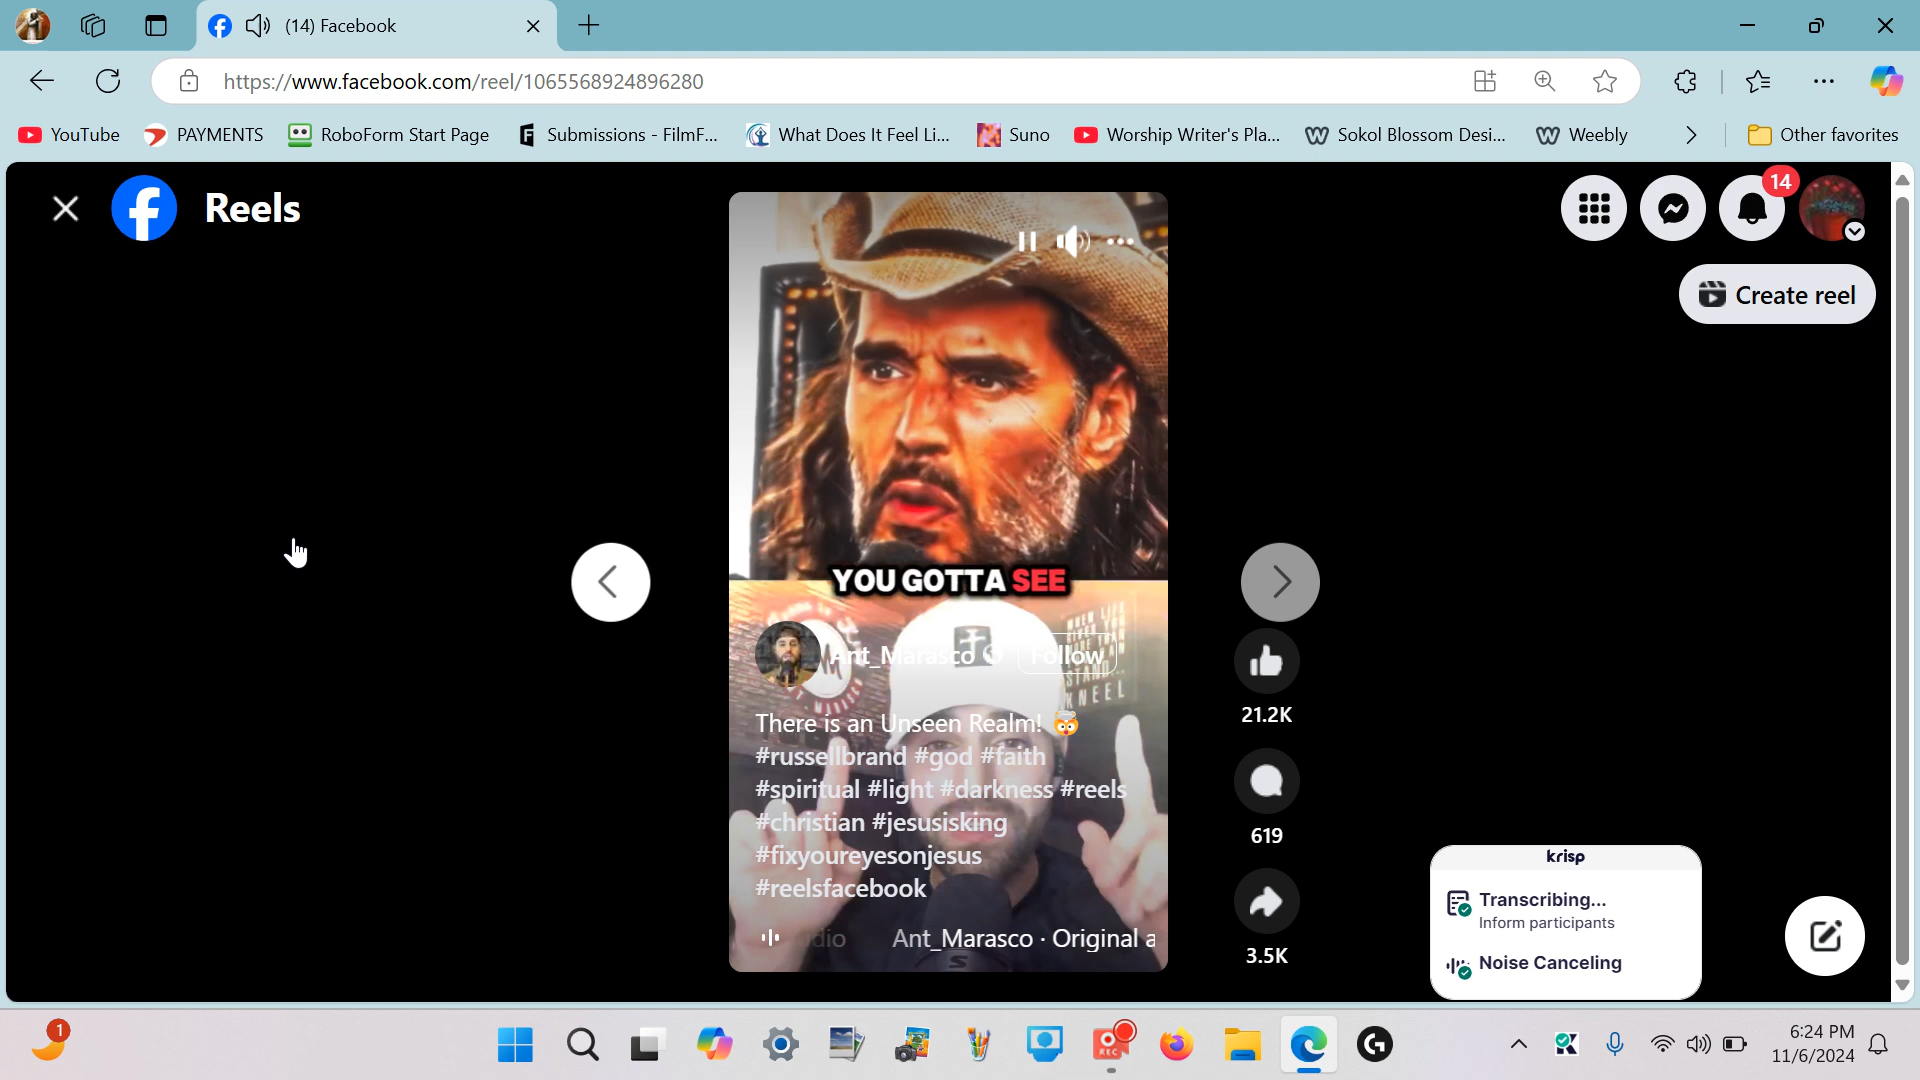 (14) Facebook
https://www.facebook.com/reel/1065568924896280
YouTube
PAYMENTS
RoboForm Start Page
Submissions - FilmF...
What Does It Feel Li...
Suno
Worship Writer's Pla...
Sokol Blossom Desi...
Weebly
Other favorites
Reels
14
Create reel
YOU GOTTA SEE
Ant_Marasco
Follow
There is an Unseen Realm! 🤯
#russellbrand #god #faith
#spiritual #light #darkness #reels
#christian #jesusisking
#fixyoureyesonjesus
#reelsfacebook
dio Ant_Marasco · Original a
21.2K
619
3.5K
krisp
Transcribing...
Inform participants
Noise Canceling
1
REC
6:24 PM
11/6/2024